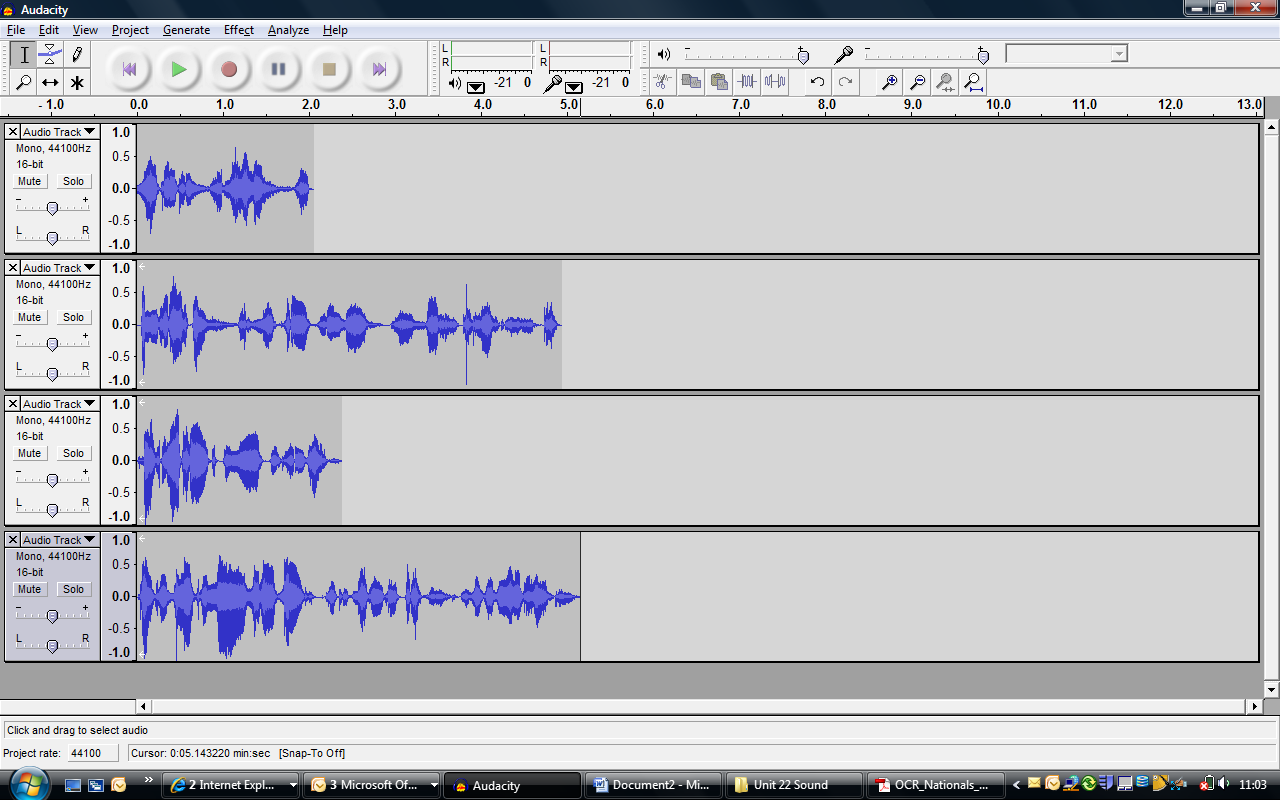 Audacity
File Edit View Project Generate Effect Analyze Help
L L
R R
-21 0 -21 0
-1.0 0.0 1.0 2.0 3.0 4.0 5.0 6.0 7.0 8.0 9.0 10.0 11.0 12.0 13.0
Audio Track 1.0
Mono, 44100Hz
16-bit 0.5
Mute Solo 0.0
- +
L R -0.5
-1.0
Audio Track 1.0
Mono, 44100Hz
16-bit 0.5
Mute Solo 0.0
- +
L R -0.5
-1.0
Audio Track 1.0
Mono, 44100Hz
16-bit 0.5
Mute Solo 0.0
- +
L R -0.5
-1.0
Audio Track 1.0
Mono, 44100Hz
16-bit 0.5
Mute Solo 0.0
- +
L R -0.5
-1.0
Click and drag to select audio
Project rate: 44100 Cursor: 0:05.143220 min:sec [Snap-To Off]
2 Internet Expl... 3 Microsoft Of... Audacity Document2 - Mi... Unit 22 Sound OCR_Nationals_... 11:03